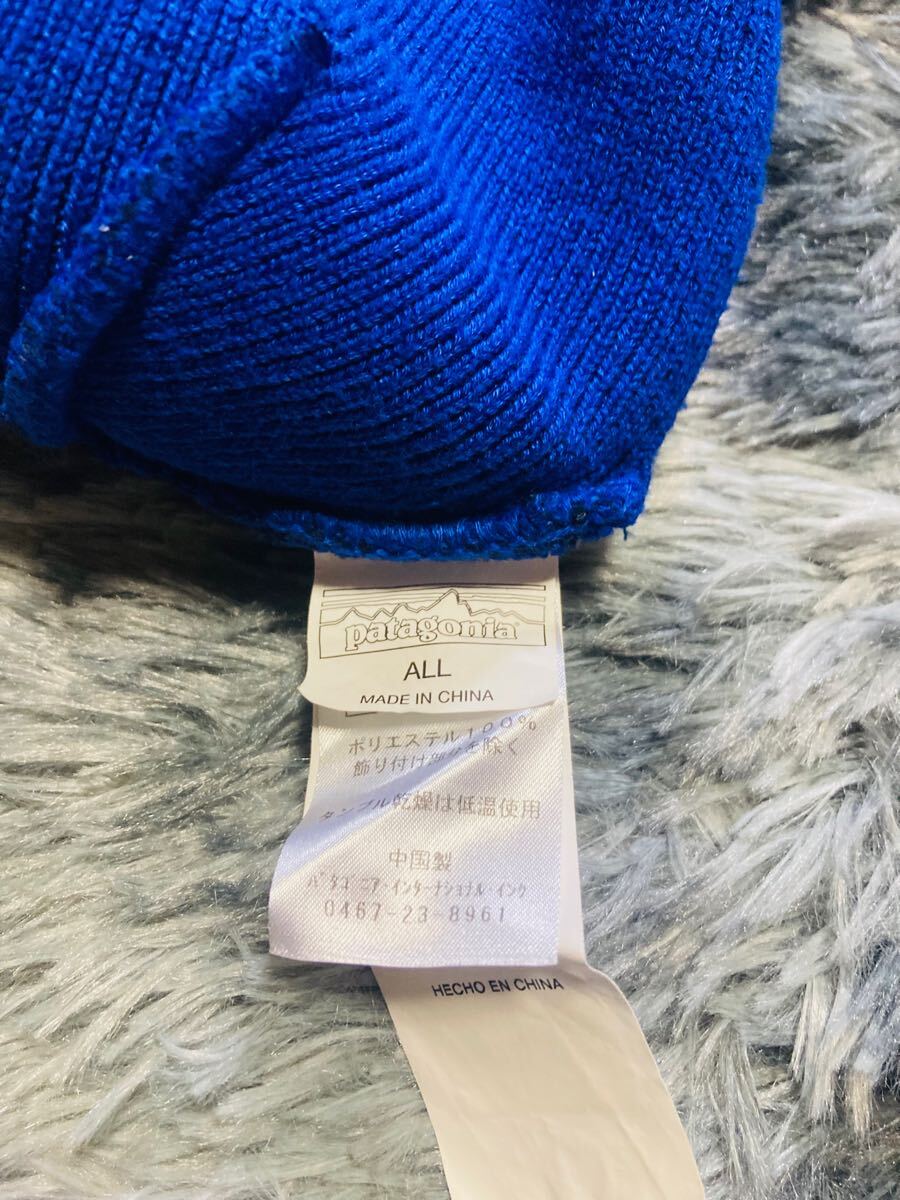 patagonia®
ALL
MADE IN CHINA
ポリエステル100%
飾り付け部分を除く
タンブル乾燥は低温使用
中国製
パタゴニア・インターナショナル・インク
0467-23-8961
HECHO EN CHINA